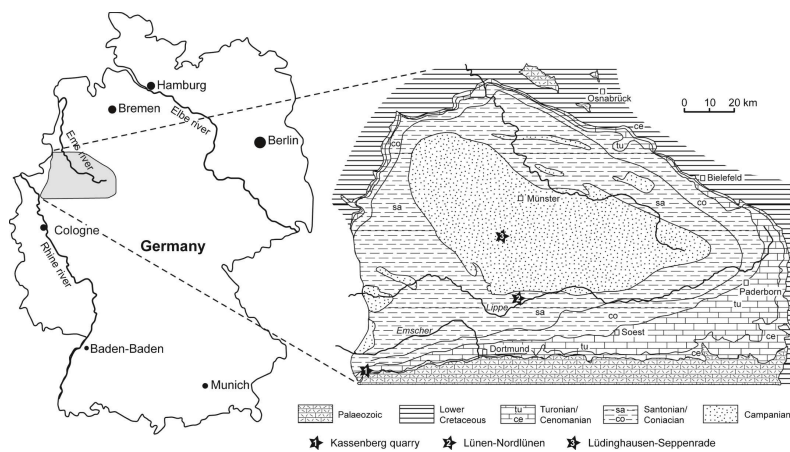 Hamburg
Bremen
Elbe river
Ems river
Berlin
Cologne
Germany
Rhine river
Baden-Baden
Munich
Osnabrück
0 10 20 km
ce
tu
co
Bielefeld
sa
Münster
sa
co
3
Paderborn
2
Lippe
sa
tu
co
Emscher
Soest
ce
Dortmund
tu
ce
1
Palaeozoic
Lower
Cretaceous
tu
ce
Turonian/
Cenomanian
sa
co
Santonian/
Coniacian
Campanian
1 Kassenberg quarry
2 Lünen-Nordlünen
3 Lüdinghausen-Seppenrade